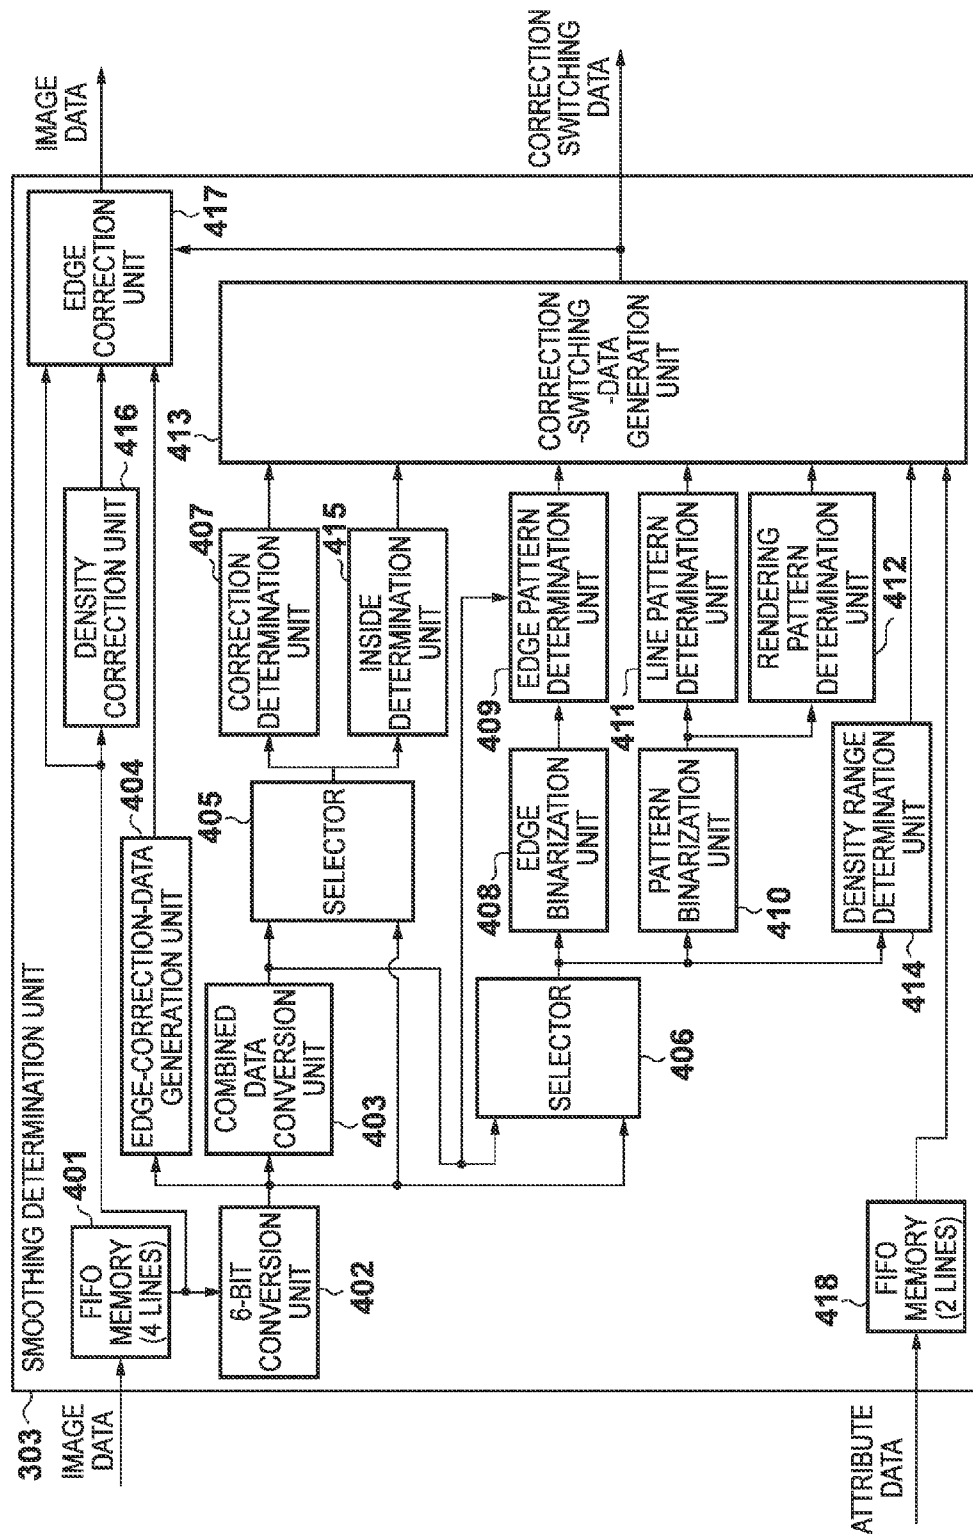 SMOOTHING DETERMINATION UNIT
303
IMAGE
DATA
401
FIFO
MEMORY
(4 LINES)
6-BIT
CONVERSION
UNIT
402
404
EDGE-CORRECTION-DATA
GENERATION UNIT
COMBINED
DATA
CONVERSION
UNIT
403
405
SELECTOR
DENSITY
CORRECTION UNIT
416
407
CORRECTION
DETERMINATION
UNIT
415
INSIDE
DETERMINATION
UNIT
EDGE
CORRECTION
UNIT
417
IMAGE
DATA
413
CORRECTION
-SWITCHING
-DATA
GENERATION
UNIT
CORRECTION
SWITCHING
DATA
SELECTOR
406
408
EDGE
BINARIZATION
UNIT
409
EDGE PATTERN
DETERMINATION
UNIT
PATTERN
BINARIZATION
UNIT
410
411
LINE PATTERN
DETERMINATION
UNIT
RENDERING
PATTERN
DETERMINATION
UNIT
412
DENSITY RANGE
DETERMINATION
UNIT
414
ATTRIBUTE
DATA
418
FIFO
MEMORY
(2 LINES)